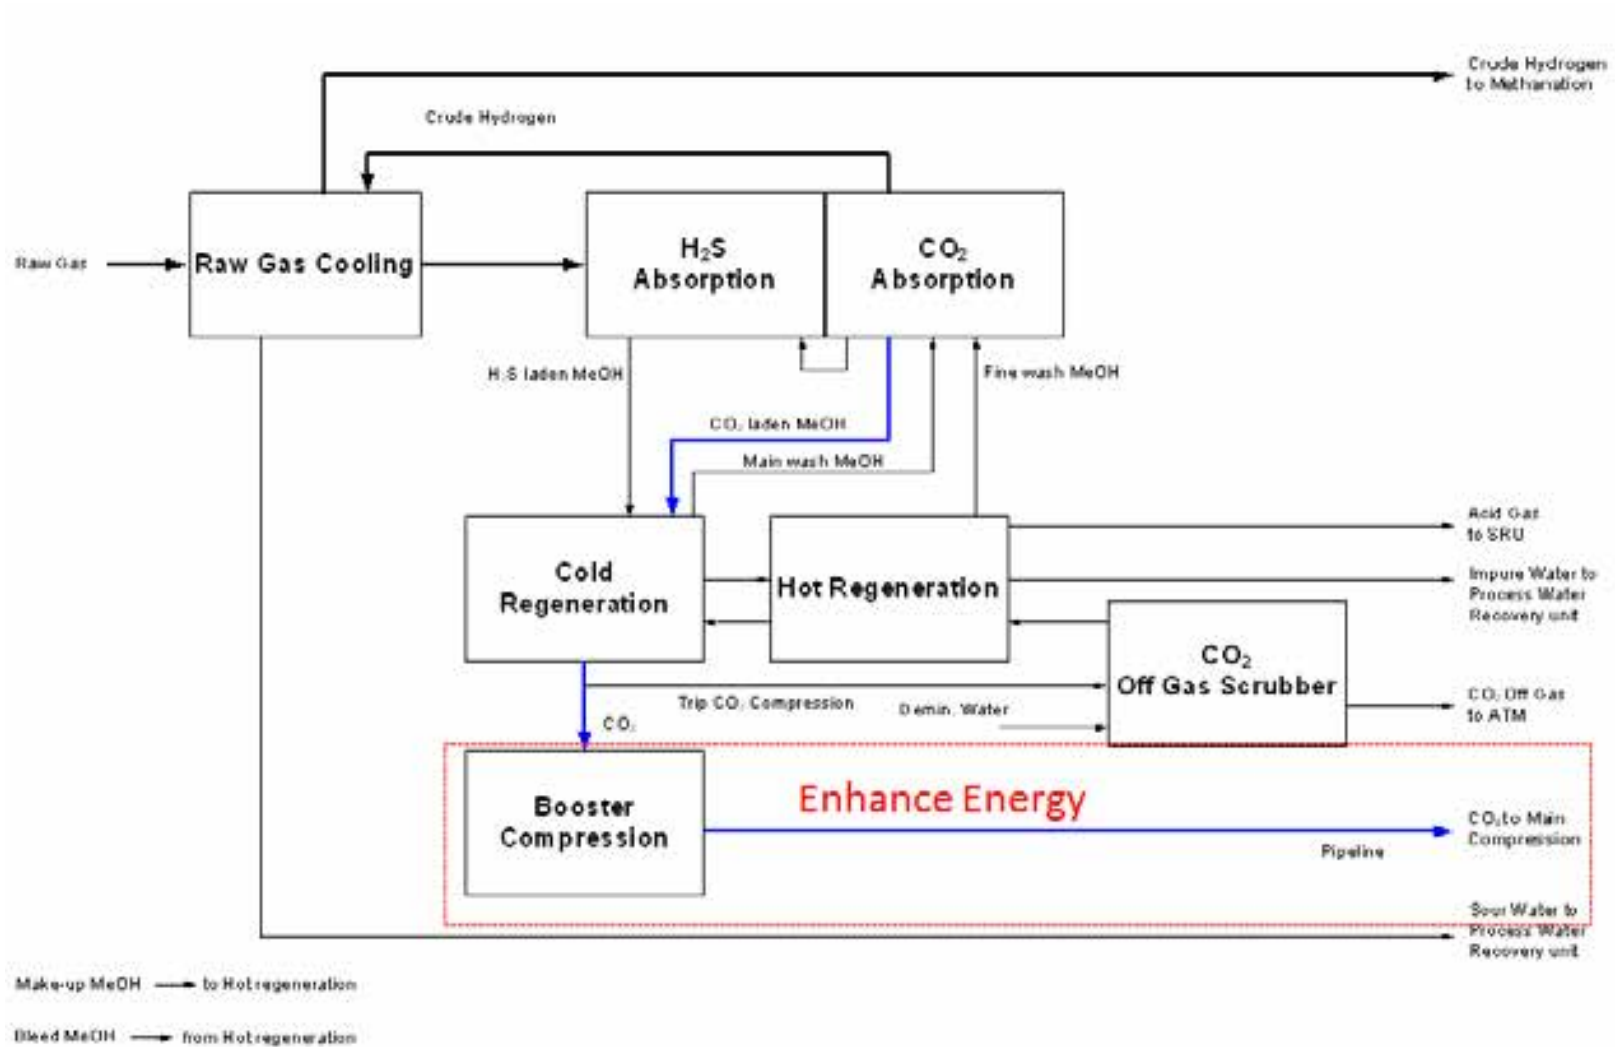 Crude Hydrogen
to Methanation
Crude Hydrogen
Raw Gas
Raw Gas Cooling
H₂S
Absorption
CO₂
Absorption
H₂S laden MeOH
Fine wash MeOH
CO₂ laden MeOH
Main wash MeOH
Acid Gas
to SRU
Cold
Regeneration
Hot Regeneration
Impure Water to
Process Water
Recovery unit
CO₂
Off Gas Scrubber
Trip CO₂ Compression
Demin. Water
CO₂ Off Gas
to ATM
CO₂
Booster
Compression
Enhance Energy
CO₂ to Main
Compression
Pipeline
Sour Water to
Process Water
Recovery unit
Make-up MeOH to Hot regeneration
Bleed MeOH from Hot regeneration